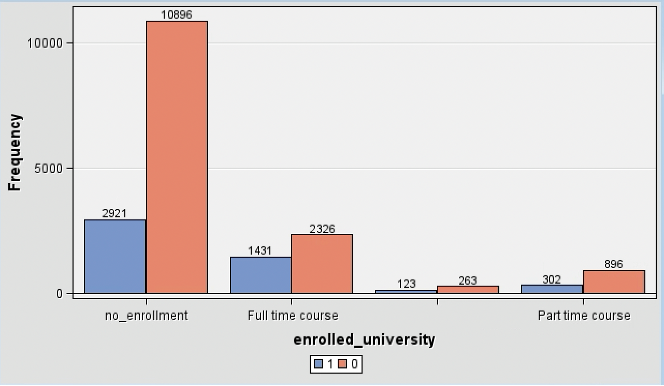 10896
10000
Frequency
5000
2921
2326
1431
896
123
263
302
0
no_enrollment
Full time course
Part time course
enrolled_university
1 0